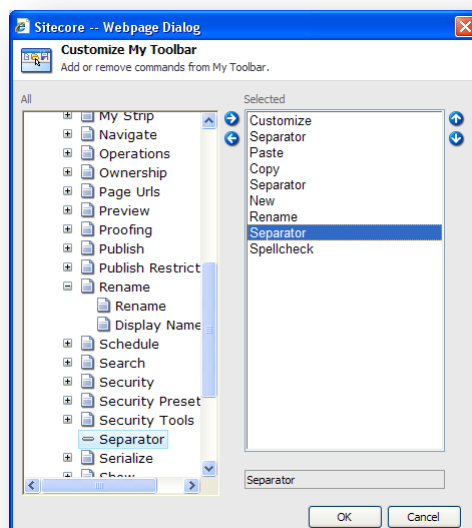 Sitecore -- Webpage Dialog
Customize My Toolbar
Add or remove commands from My Toolbar.
All
My Strip
Navigate
Operations
Ownership
Page Urls
Preview
Proofing
Publish
Publish Restrict
Rename
Rename
Display Name
Schedule
Search
Security
Security Preset
Security Tools
Separator
Serialize
Show
Selected
Customize
Separator
Paste
Copy
Separator
New
Rename
Separator
Spellcheck
Separator
OK
Cancel